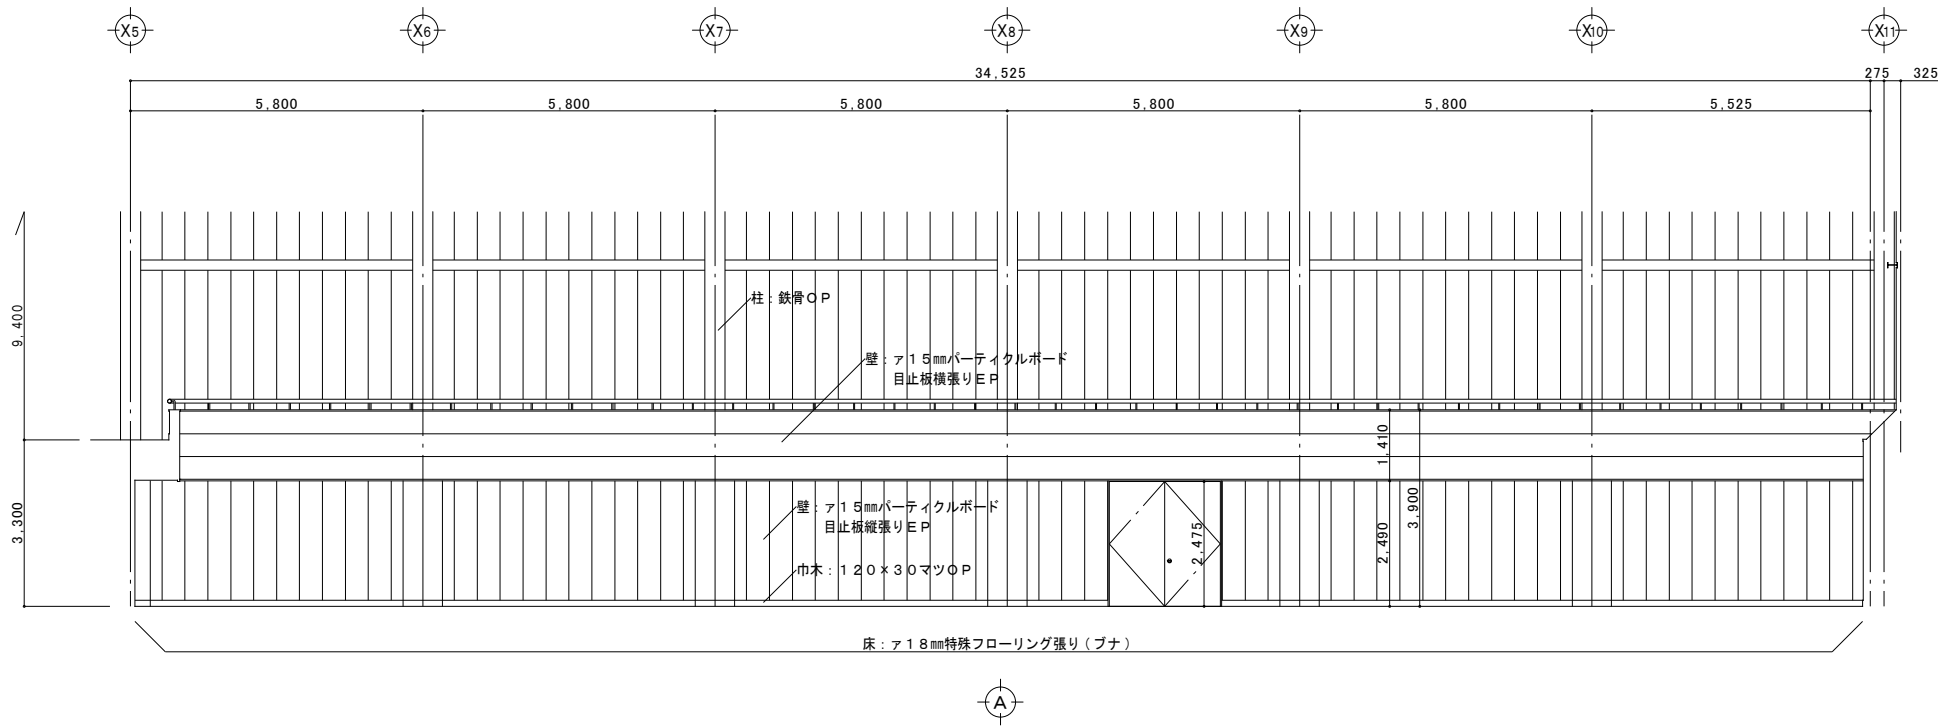 X5 X6 X7 X8 X9 X10 X11
34,525 275 325
5,800 5,800 5,800 5,800 5,800 5,525
柱：鉄骨ＯＰ
9,400
壁：ァ１５㎜パーティクルボード
目止板横張りＥＰ
1,410
3,300
壁：ァ１５㎜パーティクルボード
目止板縦張りＥＰ
2,475
2,490
3,900
巾木：１２０×３０マツＯＰ
床：ァ１８㎜特殊フローリング張り（ブナ）
A